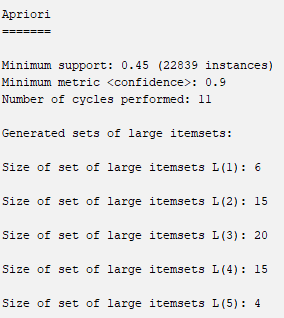 Apriori
=======
Minimum support: 0.45 (22839 instances)
Minimum metric <confidence>: 0.9
Number of cycles performed: 11
Generated sets of large itemsets:
Size of set of large itemsets L(1): 6
Size of set of large itemsets L(2): 15
Size of set of large itemsets L(3): 20
Size of set of large itemsets L(4): 15
Size of set of large itemsets L(5): 4